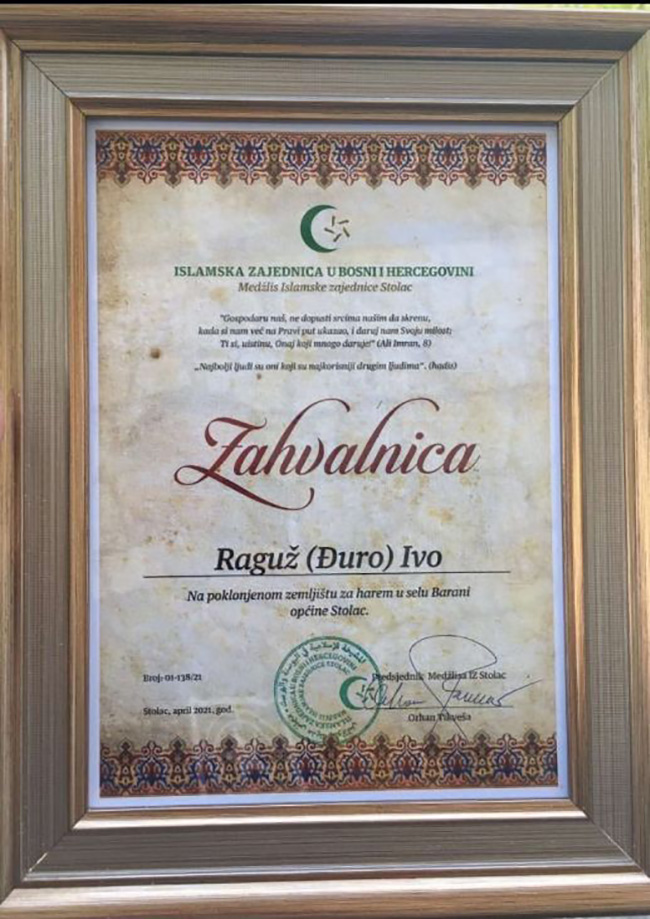 ISLAMSKA ZAJEDNICA U BOSNI I HERCEGOVINI
Medžlis Islamske zajednice Stolac
"Gospodaru naš, ne dopusti srcima našim da skrenu,
kada si nam već na Pravi put ukazao, i daruj nam Svoju milost;
Ti si, uistinu, Onaj koji mnogo daruje!" (Ali Imran, 8)
„Najbolji ljudi su oni koji su najkorisniji drugim ljudima“. (hadis)
Zahvalnica
Raguž (Đuro) Ivo
Na poklonjenom zemljištu za harem u selu Barani
općine Stolac.
Broj: 01-138/21
Predsjednik Medžlisa IZ Stolac
Stolac, april 2021. god.
Orhan Tikveša